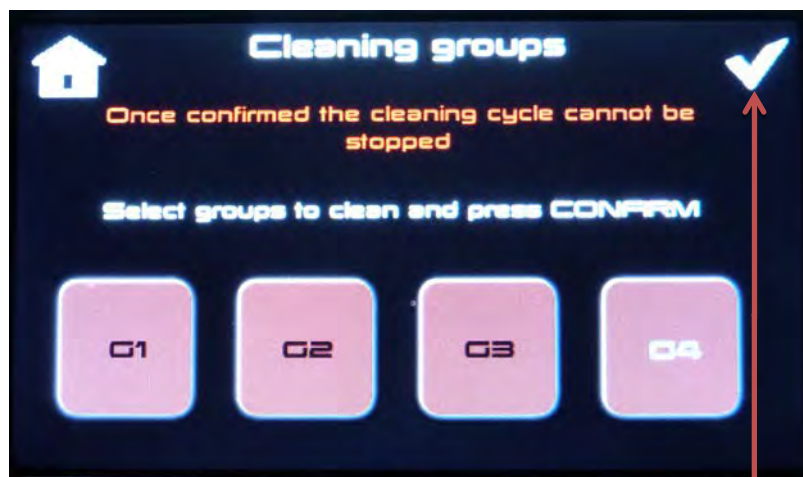 Cleaning groups
Once confirmed the cleaning cycle cannot be
stopped
Select groups to clean and press CONFIRM
G1
G2
G3
G4